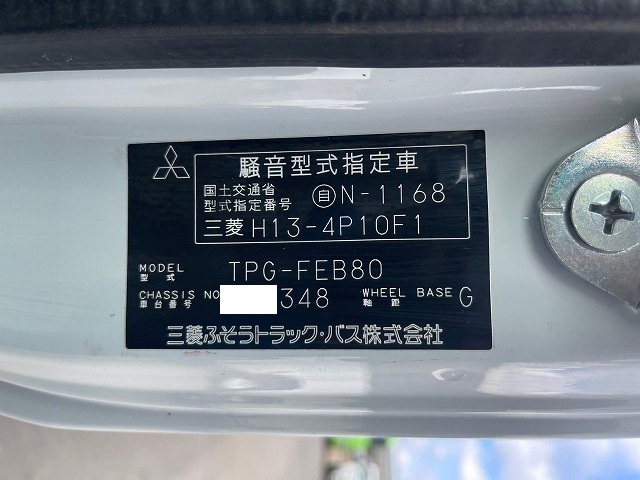 騒音型式指定車
国土交通省
型式指定番号 ㊀自 N-1168
三菱 H13-4P10F1
MODEL
型式 TPG-FEB80
CHASSIS NO 348 WHEEL BASE G
車台番号 軸距
三菱ふそうトラック・バス株式会社